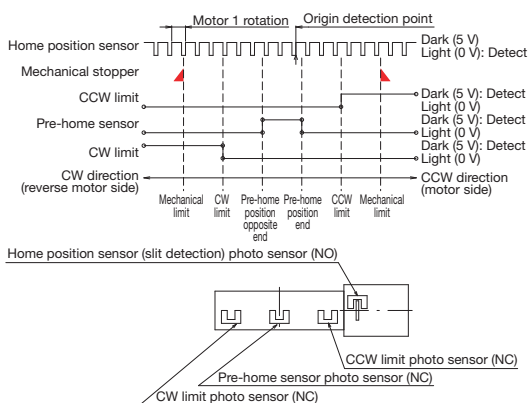 Motor 1 rotation
Origin detection point
Home position sensor
Dark (5 V)
Light (0 V): Detect
Mechanical stopper
CCW limit
Dark (5 V): Detect
Light (0 V)
Pre-home sensor
Dark (5 V): Detect
Light (0 V)
CW limit
Dark (5 V): Detect
Light (0 V)
CW direction
(reverse motor side)
CCW direction
(motor side)
Mechanical
limit
CW
limit
Pre-home
position
opposite
end
Pre-home
position
end
CCW
limit
Mechanical
limit
Home position sensor (slit detection) photo sensor (NO)
CCW limit photo sensor (NC)
Pre-home sensor photo sensor (NC)
CW limit photo sensor (NC)